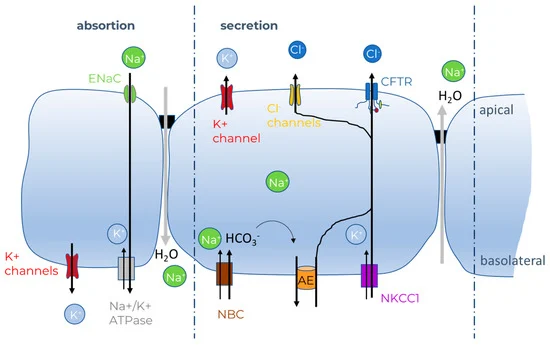 absortion
secretion
Na⁺
K⁺
Cl⁻
Cl⁻
Na⁺
ENaC
CFTR
H₂O
apical
K+
channel
Cl⁻
channels
Na⁺
K⁺
Na⁺
HCO₃⁻
K⁺
K+
channels
H₂O
Na⁺
AE
basolateral
K⁺
Na+/K+
ATPase
NBC
NKCC1